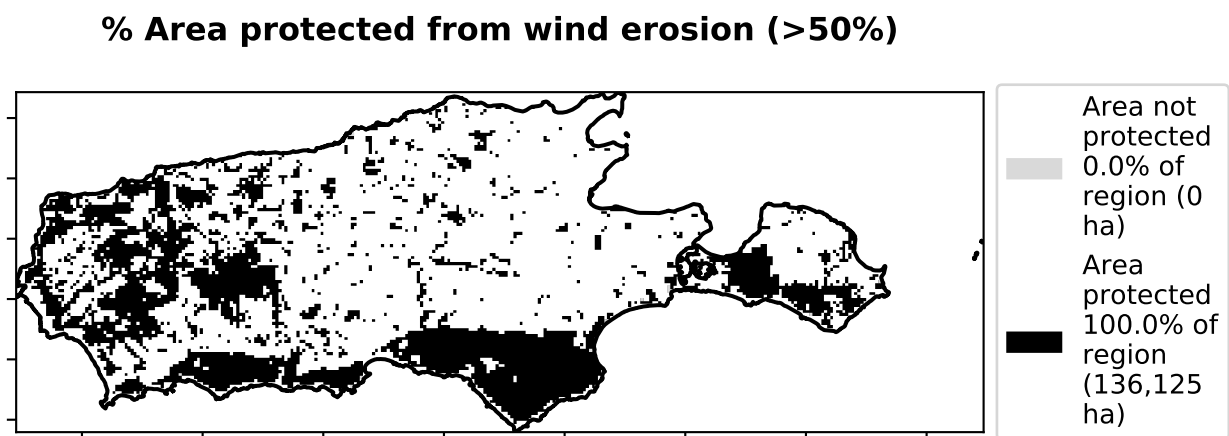 % Area protected from wind erosion (>50%)
Area not
protected
0.0% of
region (0
ha)
Area
protected
100.0% of
region
(136,125
ha)